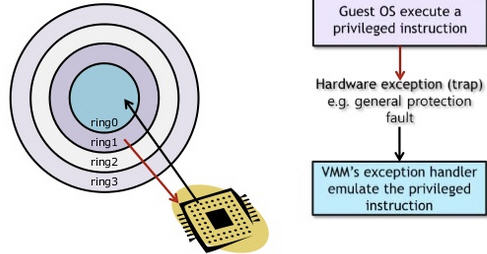 Guest OS execute a
privileged instruction
Hardware exception (trap)
e.g. general protection
fault
VMM's exception handler
emulate the privileged
instruction
ring0
ring1
ring2
ring3